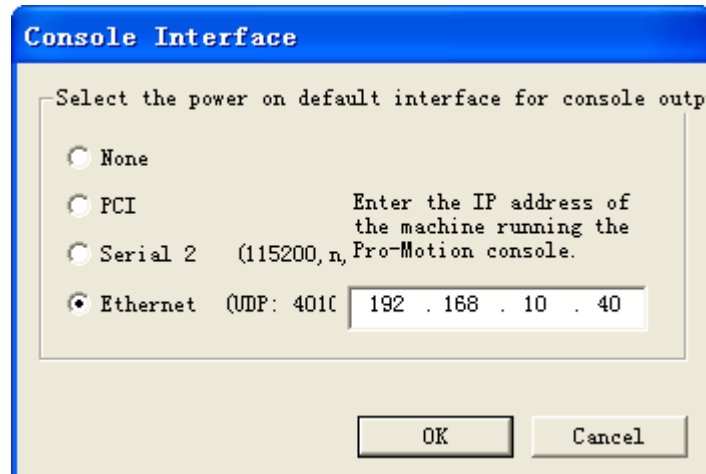 Console Interface
Select the power on default interface for console outp
None
PCI
Enter the IP address of
the machine running the
Pro-Motion console.
Serial 2 (115200, n,
Ethernet (UDP: 4010
192 . 168 . 10 . 40
OK
Cancel